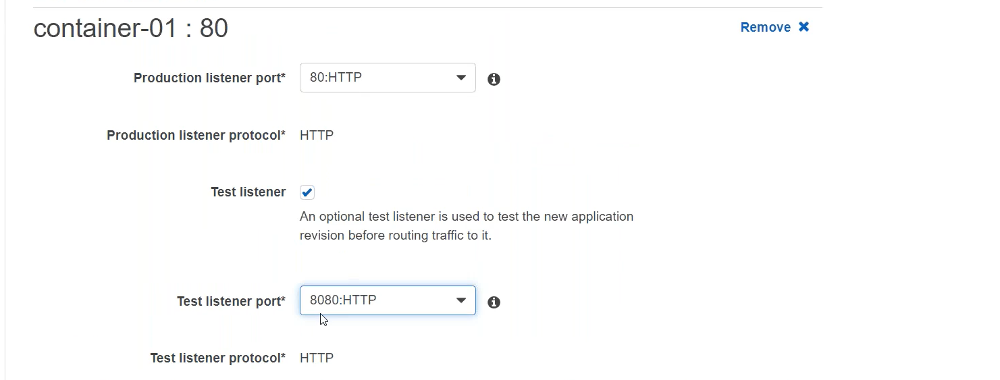 container-01 : 80
Remove ✖
Production listener port* 80:HTTP
Production listener protocol* HTTP
Test listener
An optional test listener is used to test the new application
revision before routing traffic to it.
Test listener port* 8080:HTTP
Test listener protocol* HTTP